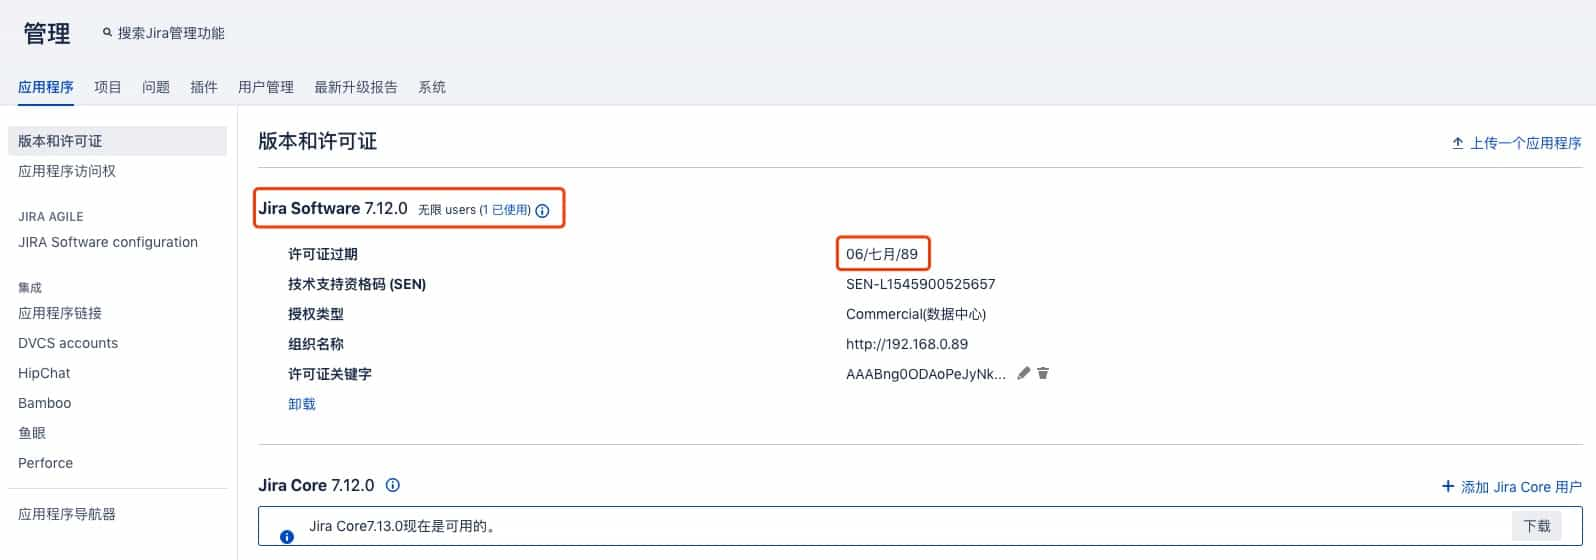 管理 搜索Jira管理功能
应用程序 项目 问题 插件 用户管理 最新升级报告 系统
版本和许可证
应用程序访问权
JIRA AGILE
JIRA Software configuration
集成
应用程序链接
DVCS accounts
HipChat
Bamboo
鱼眼
Perforce
应用程序导航器
版本和许可证
上传一个应用程序
Jira Software 7.12.0 无限 users (1 已使用)
许可证过期 06/七月/89
技术支持资格码 (SEN) SEN-L1545900525657
授权类型 Commercial(数据中心)
组织名称 http://192.168.0.89
许可证关键字 AAABng0ODAoPeJyNk...
卸载
Jira Core 7.12.0 + 添加 Jira Core 用户
Jira Core7.13.0现在是可用的。 下载